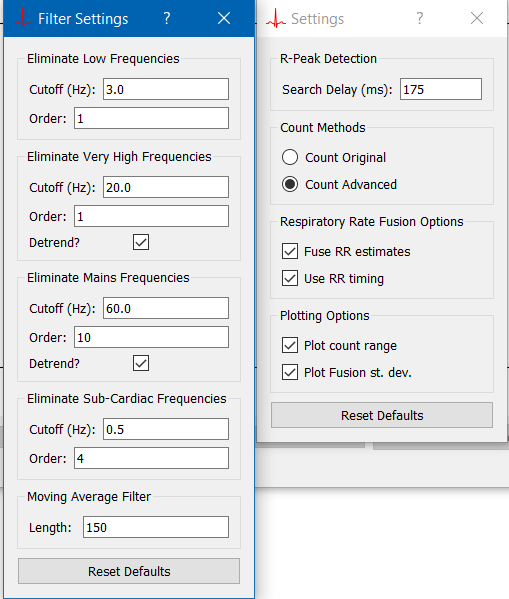 Filter Settings ?
Eliminate Low Frequencies
Cutoff (Hz): 3.0
Order: 1
Eliminate Very High Frequencies
Cutoff (Hz): 20.0
Order: 1
Detrend?
Eliminate Mains Frequencies
Cutoff (Hz): 60.0
Order: 10
Detrend?
Eliminate Sub-Cardiac Frequencies
Cutoff (Hz): 0.5
Order: 4
Moving Average Filter
Length: 150
Reset Defaults
Settings ?
R-Peak Detection
Search Delay (ms): 175
Count Methods
Count Original
Count Advanced
Respiratory Rate Fusion Options
Fuse RR estimates
Use RR timing
Plotting Options
Plot count range
Plot Fusion st. dev.
Reset Defaults